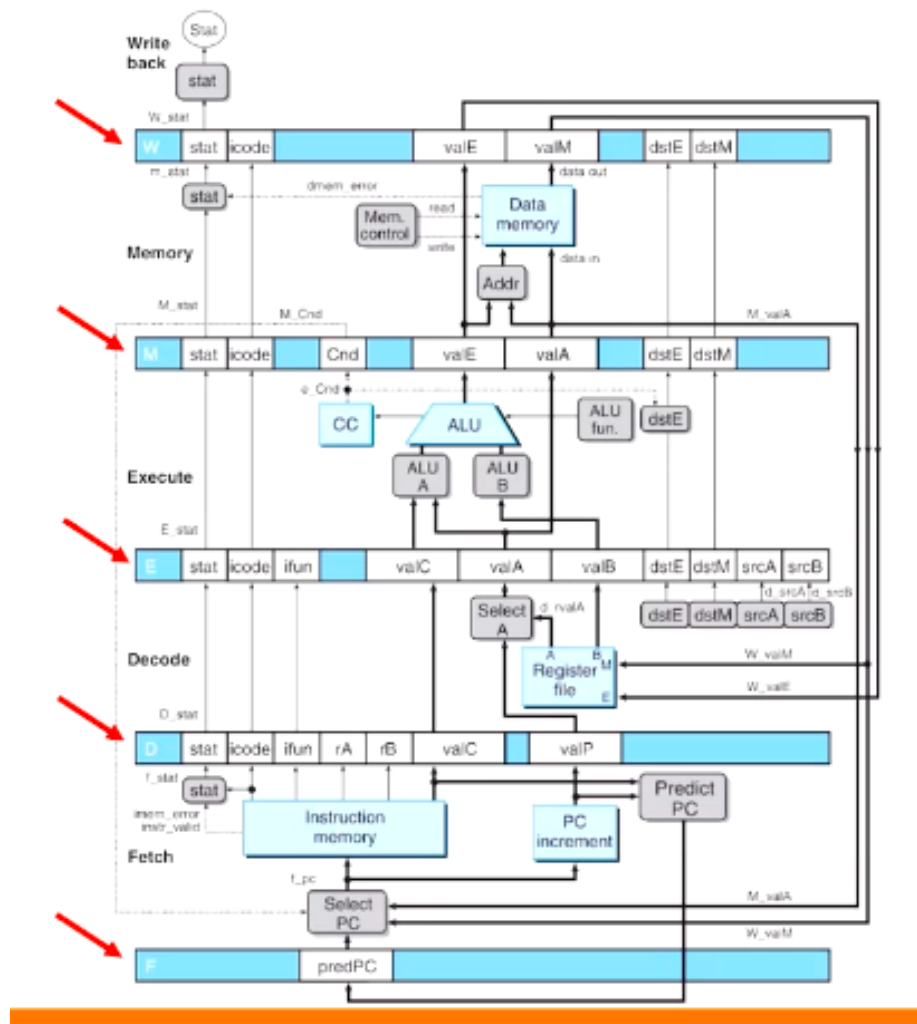 Stat
Write
back
stat
W_stat
W stat icode valE valM dstE dstM
m_stat
data out
stat
dmem_error
Mem.
control
read
write
Data
memory
Memory
data in
Addr
M_stat
M_Cnd
M_valA
M stat icode Cnd valE valA dstE dstM
e_Cnd
CC
ALU
ALU
fun.
dstE
ALU
A
ALU
B
Execute
E_stat
E stat icode ifun valC valA valB dstE dstM srcA srcB
d_srcA d_srcB
Select
A
d_rvalA
dstE dstM srcA srcB
Decode
A B
M
Register
file
E
W_valM
W_valE
D_stat
D stat icode ifun rA rB valC valP
f_stat
stat
imem_error
instr_valid
Instruction
memory
PC
increment
Predict
PC
Fetch
f_pc
Select
PC
M_valA
W_valM
F predPC